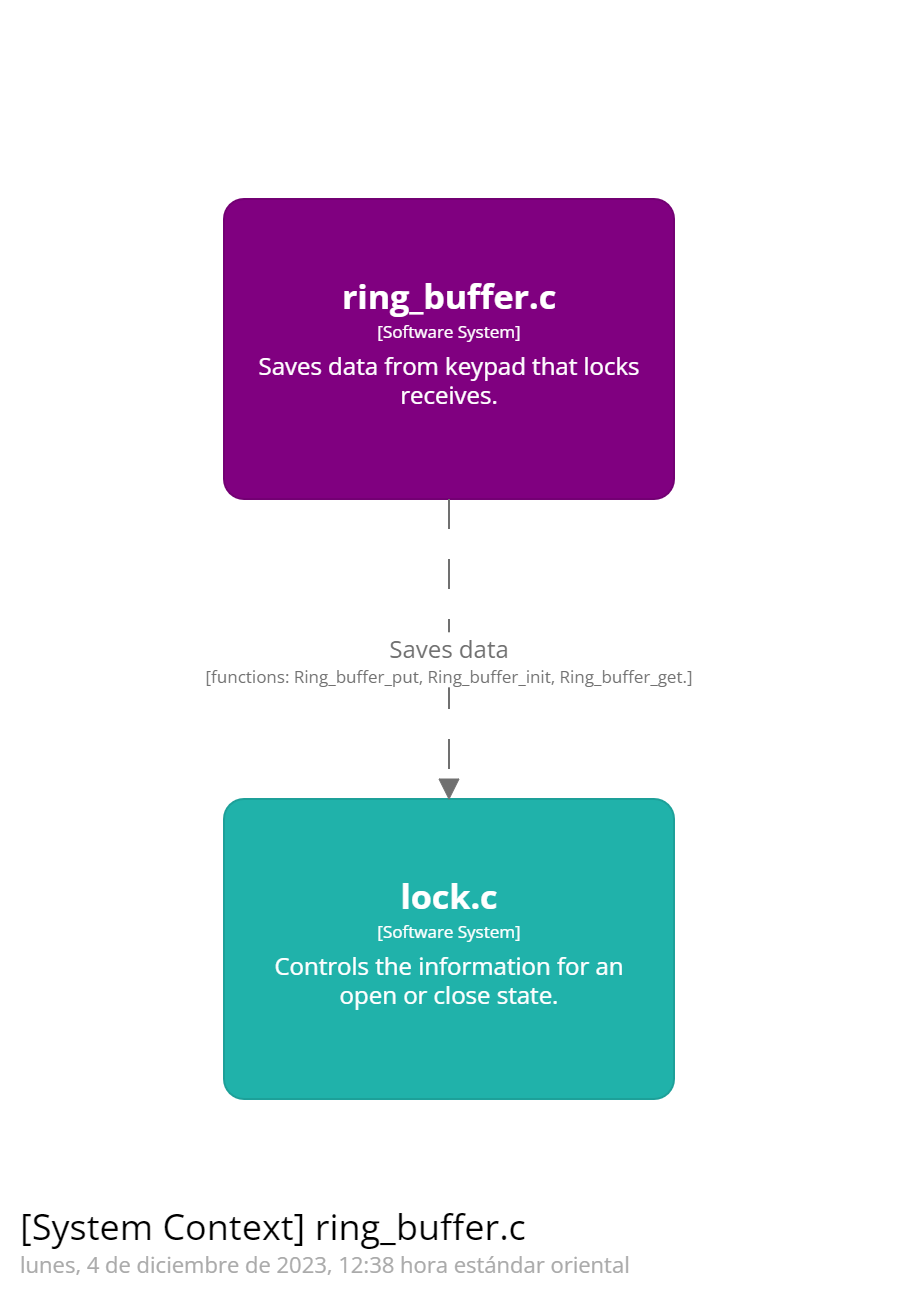 ring_buffer.c
[Software System]
Saves data from keypad that locks
receives.
Saves data
[functions: Ring_buffer_put, Ring_buffer_init, Ring_buffer_get.]
lock.c
[Software System]
Controls the information for an
open or close state.
[System Context] ring_buffer.c
lunes, 4 de diciembre de 2023, 12:38 hora estándar oriental